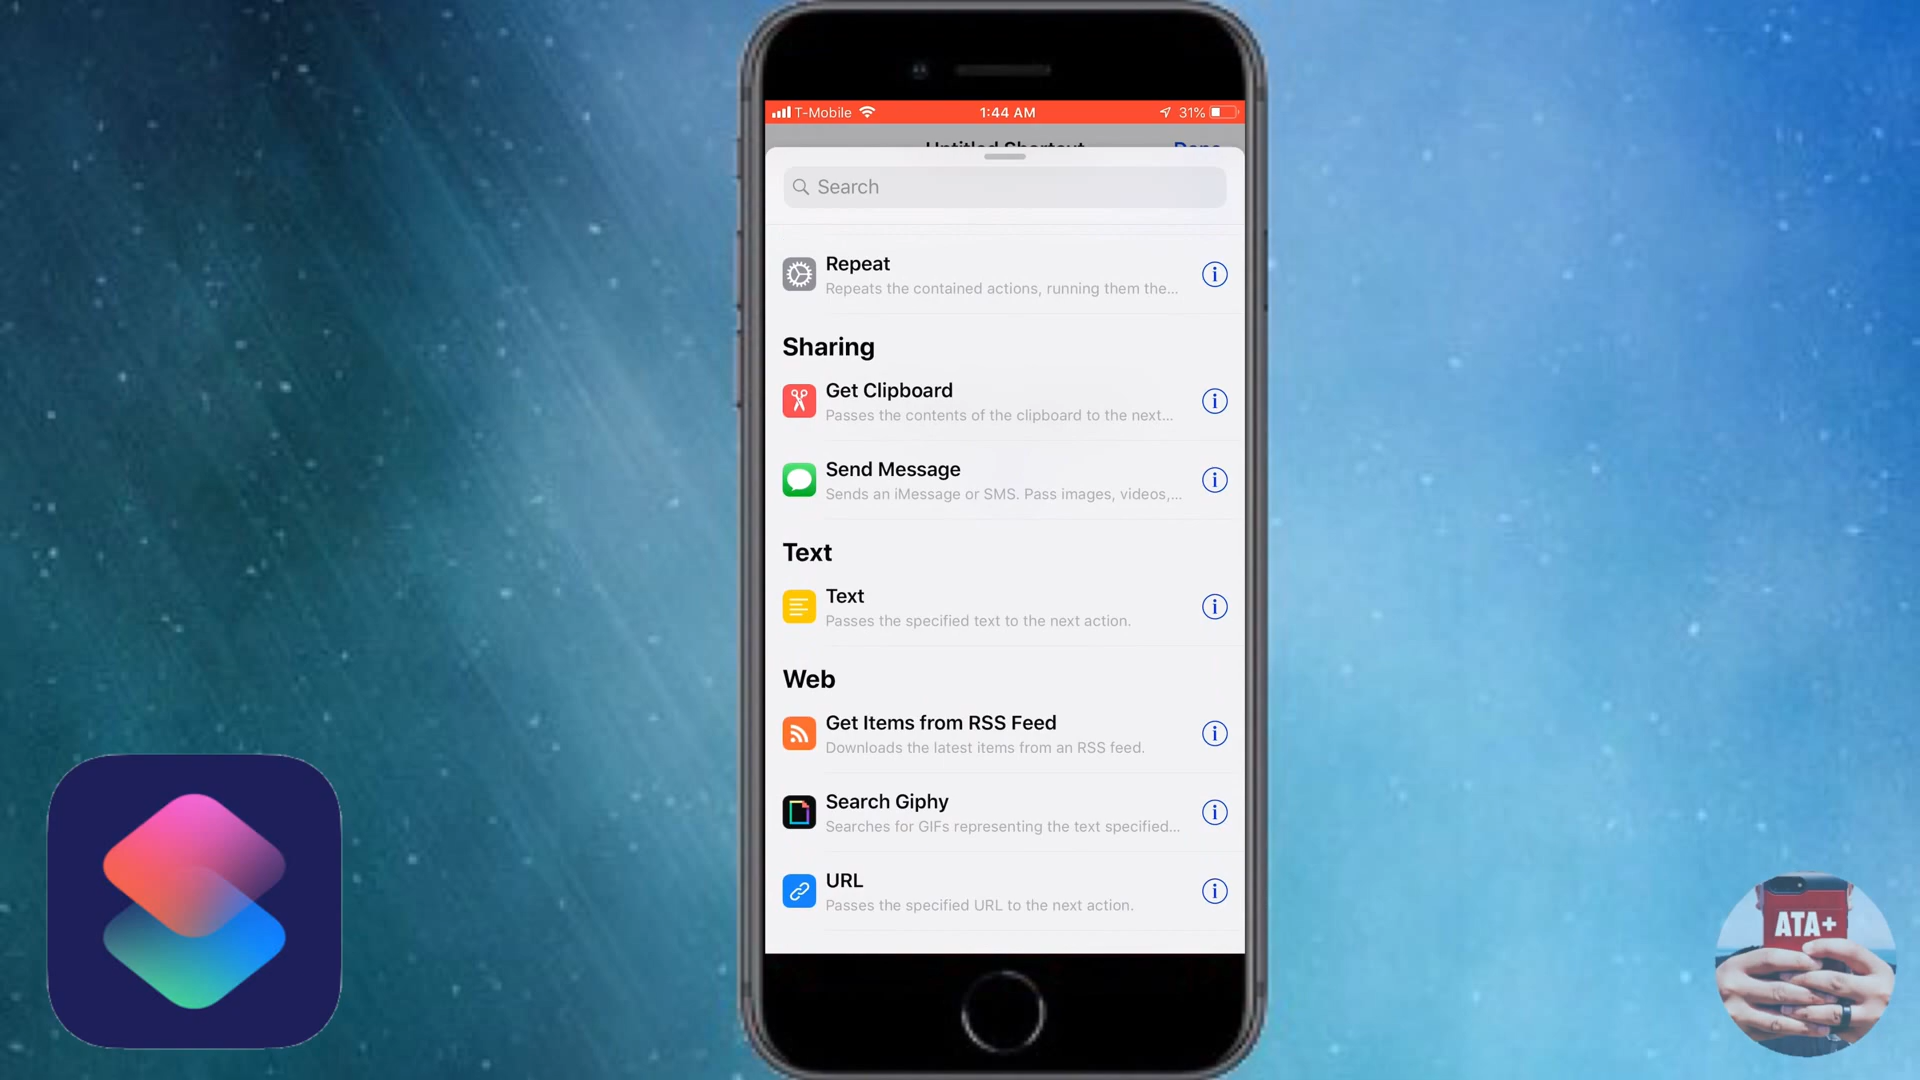 T-Mobile 1:44 AM 31%
Untitled Shortcut Done
Search
Repeat
Repeats the contained actions, running them the...
Sharing
Get Clipboard
Passes the contents of the clipboard to the next...
Send Message
Sends an iMessage or SMS. Pass images, videos,...
Text
Text
Passes the specified text to the next action.
Web
Get Items from RSS Feed
Downloads the latest items from an RSS feed.
Search Giphy
Searches for GIFs representing the text specified...
URL
Passes the specified URL to the next action.
ATA+